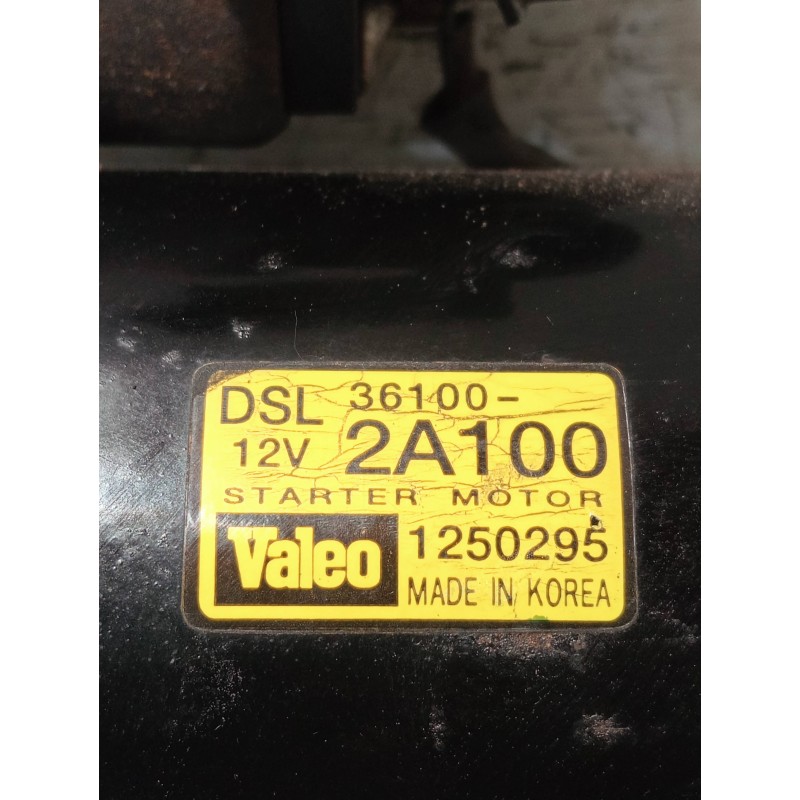 DSL 36100-
12V 2A100
STARTER MOTOR
Valeo 1250295
MADE IN KOREA